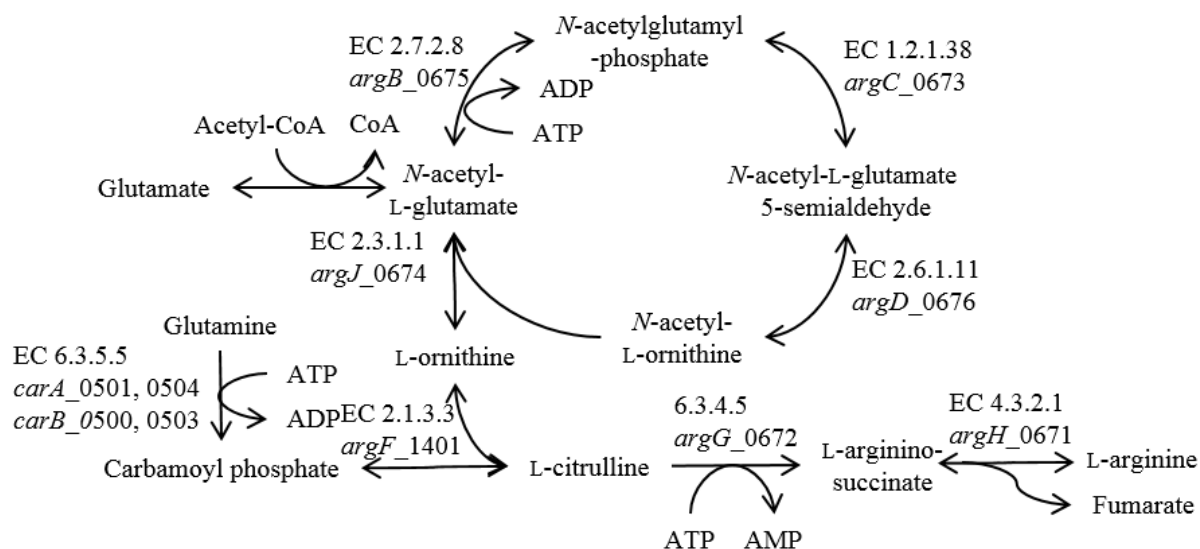 N-acetylglutamyl
-phosphate
EC 2.7.2.8
argB_0675
EC 1.2.1.38
argC_0673
ADP
ATP
Acetyl-CoA
CoA
Glutamate
N-acetyl-
L-glutamate
N-acetyl-L-glutamate
5-semialdehyde
EC 2.3.1.1
argJ_0674
EC 2.6.1.11
argD_0676
Glutamine
N-acetyl-
L-ornithine
L-ornithine
EC 6.3.5.5
carA_0501, 0504
carB_0500, 0503
ATP
ADP
EC 2.1.3.3
argF_1401
6.3.4.5
argG_0672
EC 4.3.2.1
argH_0671
Carbamoyl phosphate
L-citrulline
L-arginino-
succinate
L-arginine
Fumarate
ATP
AMP